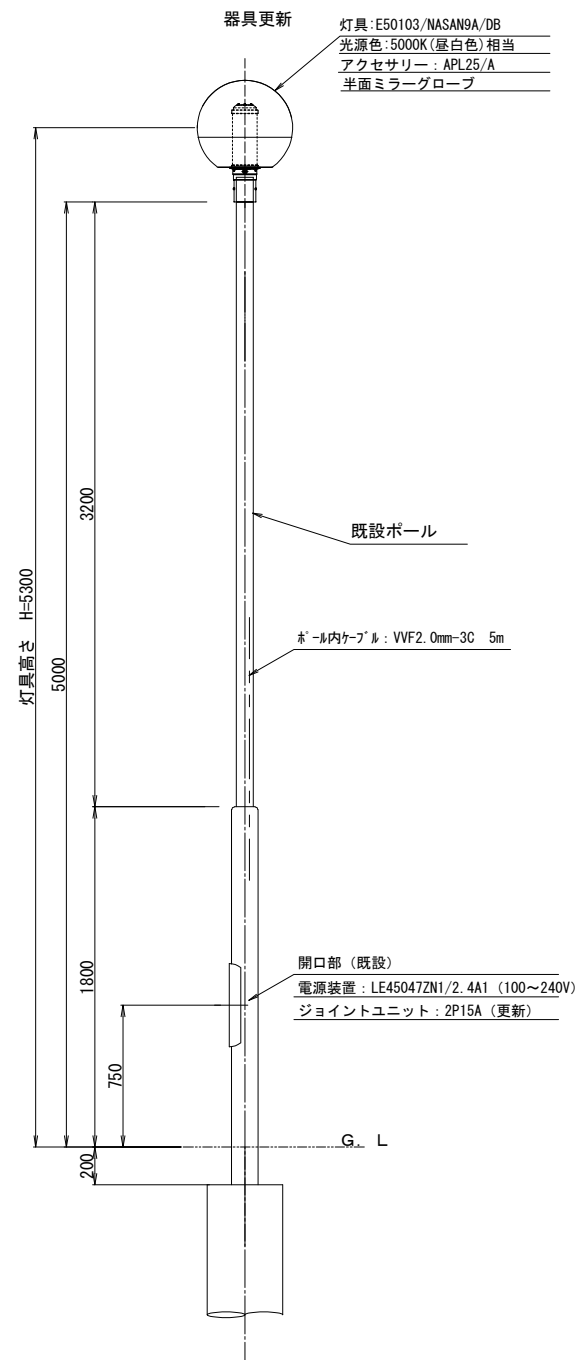 器具更新
灯具:E50103/NASAN9A/DB
光源色:5000K(昼白色)相当
アクセサリー：APL25/A
半面ミラーグローブ
3200
既設ポール
灯具高さ H=5300
5000
ﾎﾟｰﾙ内ｹｰﾌﾞﾙ：VVF2.0mm-3C 5m
1800
開口部（既設）
電源装置：LE45047ZN1/2.4A1（100～240V）
ジョイントユニット：2P15A（更新）
750
G. L
200